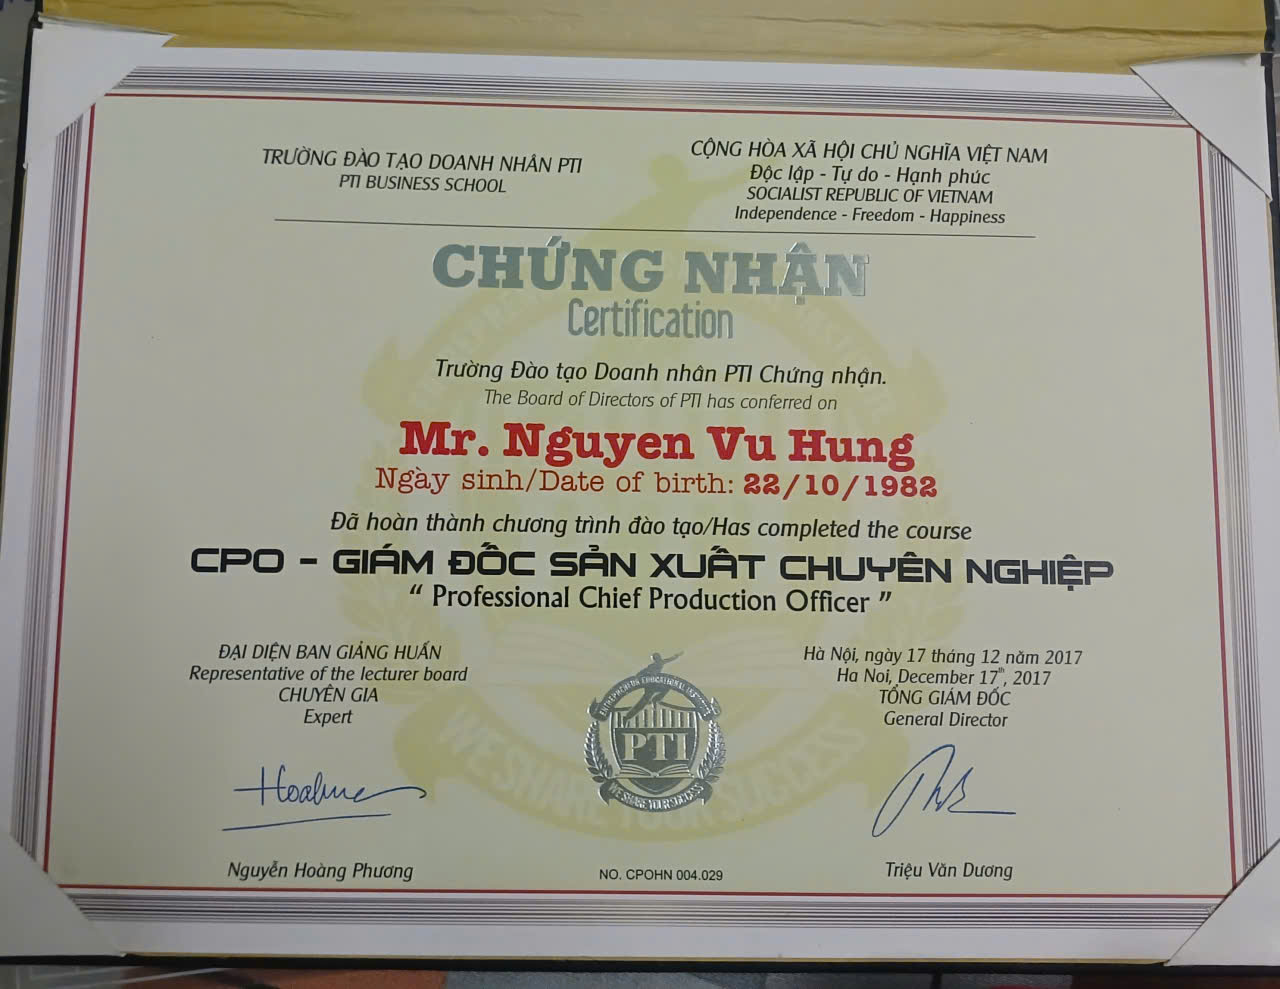 TRƯỜNG ĐÀO TẠO DOANH NHÂN PTI
PTI BUSINESS SCHOOL
CỘNG HÒA XÃ HỘI CHỦ NGHĨA VIỆT NAM
Độc lập - Tự do - Hạnh phúc
SOCIALIST REPUBLIC OF VIETNAM
Independence - Freedom - Happiness
CHỨNG NHẬN
Certification
Trường Đào tạo Doanh nhân PTI Chứng nhận.
The Board of Directors of PTI has conferred on
Mr. Nguyen Vu Hung
Ngày sinh/Date of birth: 22/10/1982
Đã hoàn thành chương trình đào tạo/Has completed the course
CPO - GIÁM ĐỐC SẢN XUẤT CHUYÊN NGHIỆP
“ Professional Chief Production Officer ”
ĐẠI DIỆN BAN GIẢNG HUẤN
Representative of the lecturer board
CHUYÊN GIA
Expert
Hà Nội, ngày 17 tháng 12 năm 2017
Ha Noi, December 17th, 2017
TỔNG GIÁM ĐỐC
General Director
PTI
WE SHARE YOUR SUCCESS
WE SHARE YOUR SUCCESS
Nguyễn Hoàng Phương
NO. CPOHN 004.029
Triệu Văn Dương